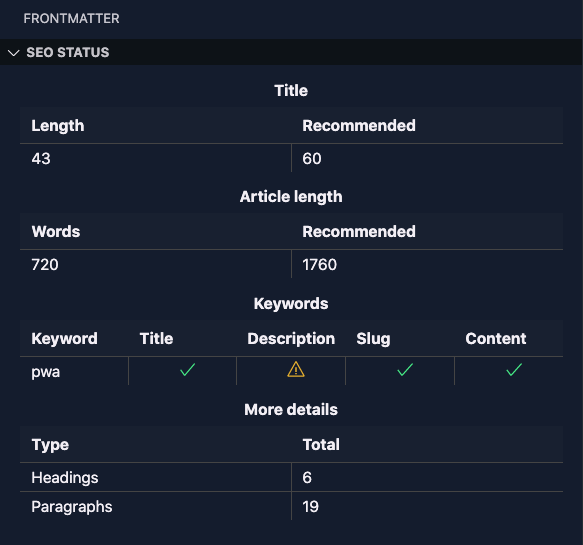 FRONTMATTER
SEO STATUS
Title
Length Recommended
43 60
Article length
Words Recommended
720 1760
Keywords
Keyword Title Description Slug Content
pwa
More details
Type Total
Headings 6
Paragraphs 19